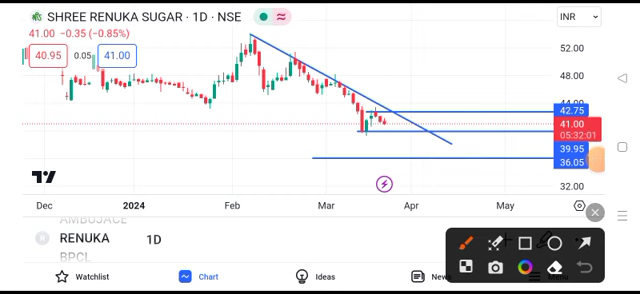 SHREE RENUKA SUGAR · 1D · NSE
INR
41.00 −0.35 (−0.85%)
40.95 0.05 41.00
52.00
48.00
44.00
42.75
41.00
05:32:01
39.95
36.05
32.00
Dec 2024 Feb Mar Apr May
AMBUJACE
RENUKA 1D
BPCL
Watchlist Chart Ideas News Menu